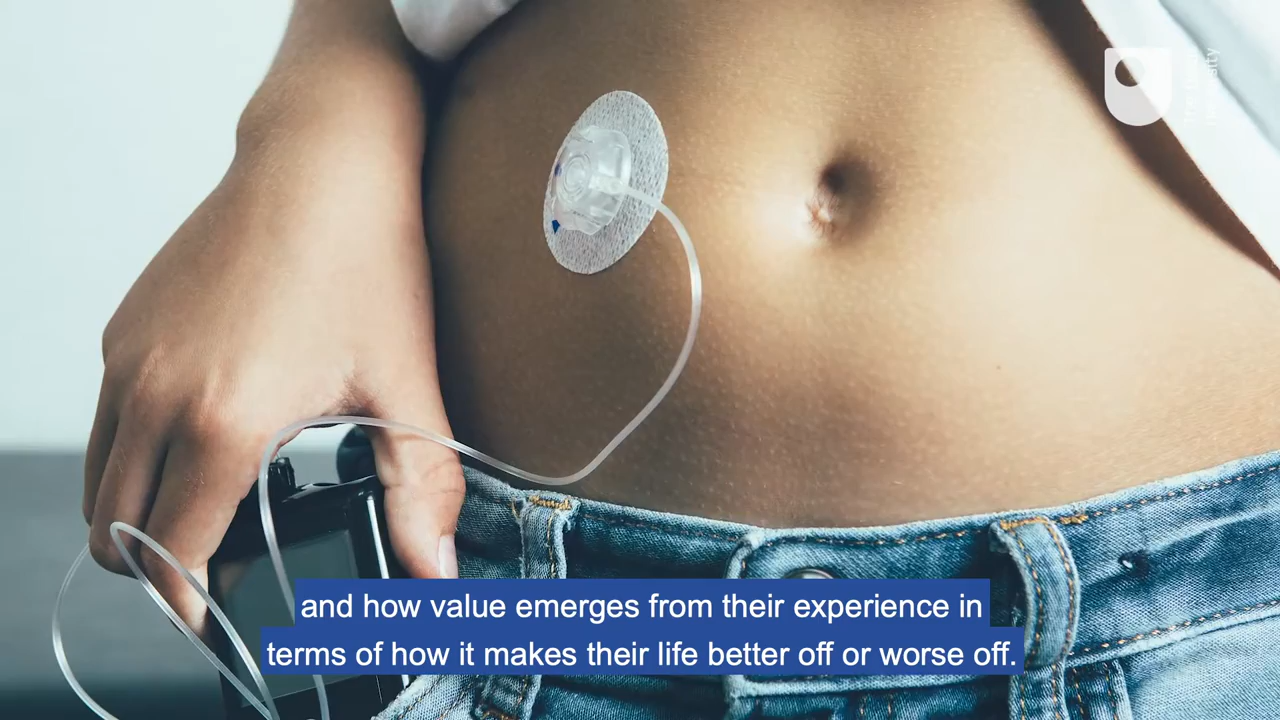 and how value emerges from their experience in
terms of how it makes their life better off or worse off.